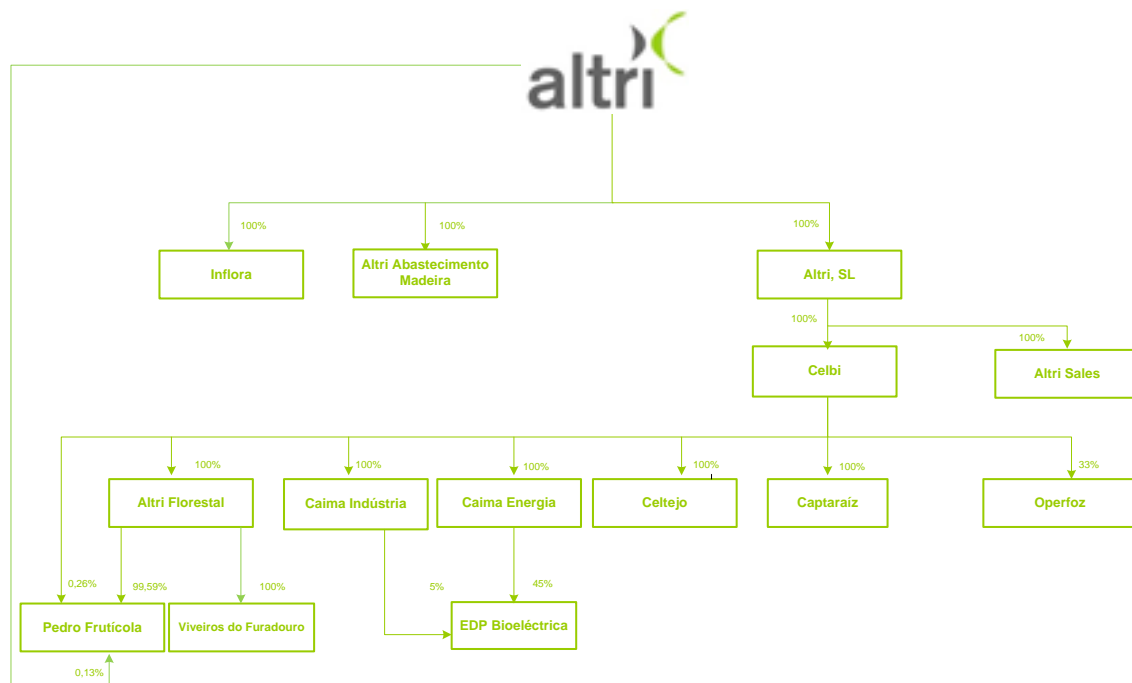 altri
100%
100%
100%
Inflora
Altri Abastecimento
Madeira
Altri, SL
100%
100%
Celbi
Altri Sales
100%
100%
100%
100%
100%
33%
Altri Florestal
Caima Indústria
Caima Energia
Celtejo
Captaraíz
Operfoz
0,26%
99,59%
100%
5%
45%
Pedro Frutícola
Viveiros do Furadouro
EDP Bioeléctrica
0,13%